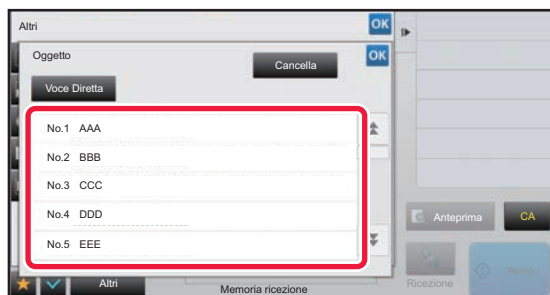 Altri
OK
Oggetto
Cancella
OK
Voce Diretta
No.1 AAA
No.2 BBB
No.3 CCC
No.4 DDD
No.5 EEE
Anteprima
CA
Altri
Memoria ricezione
Ricezione